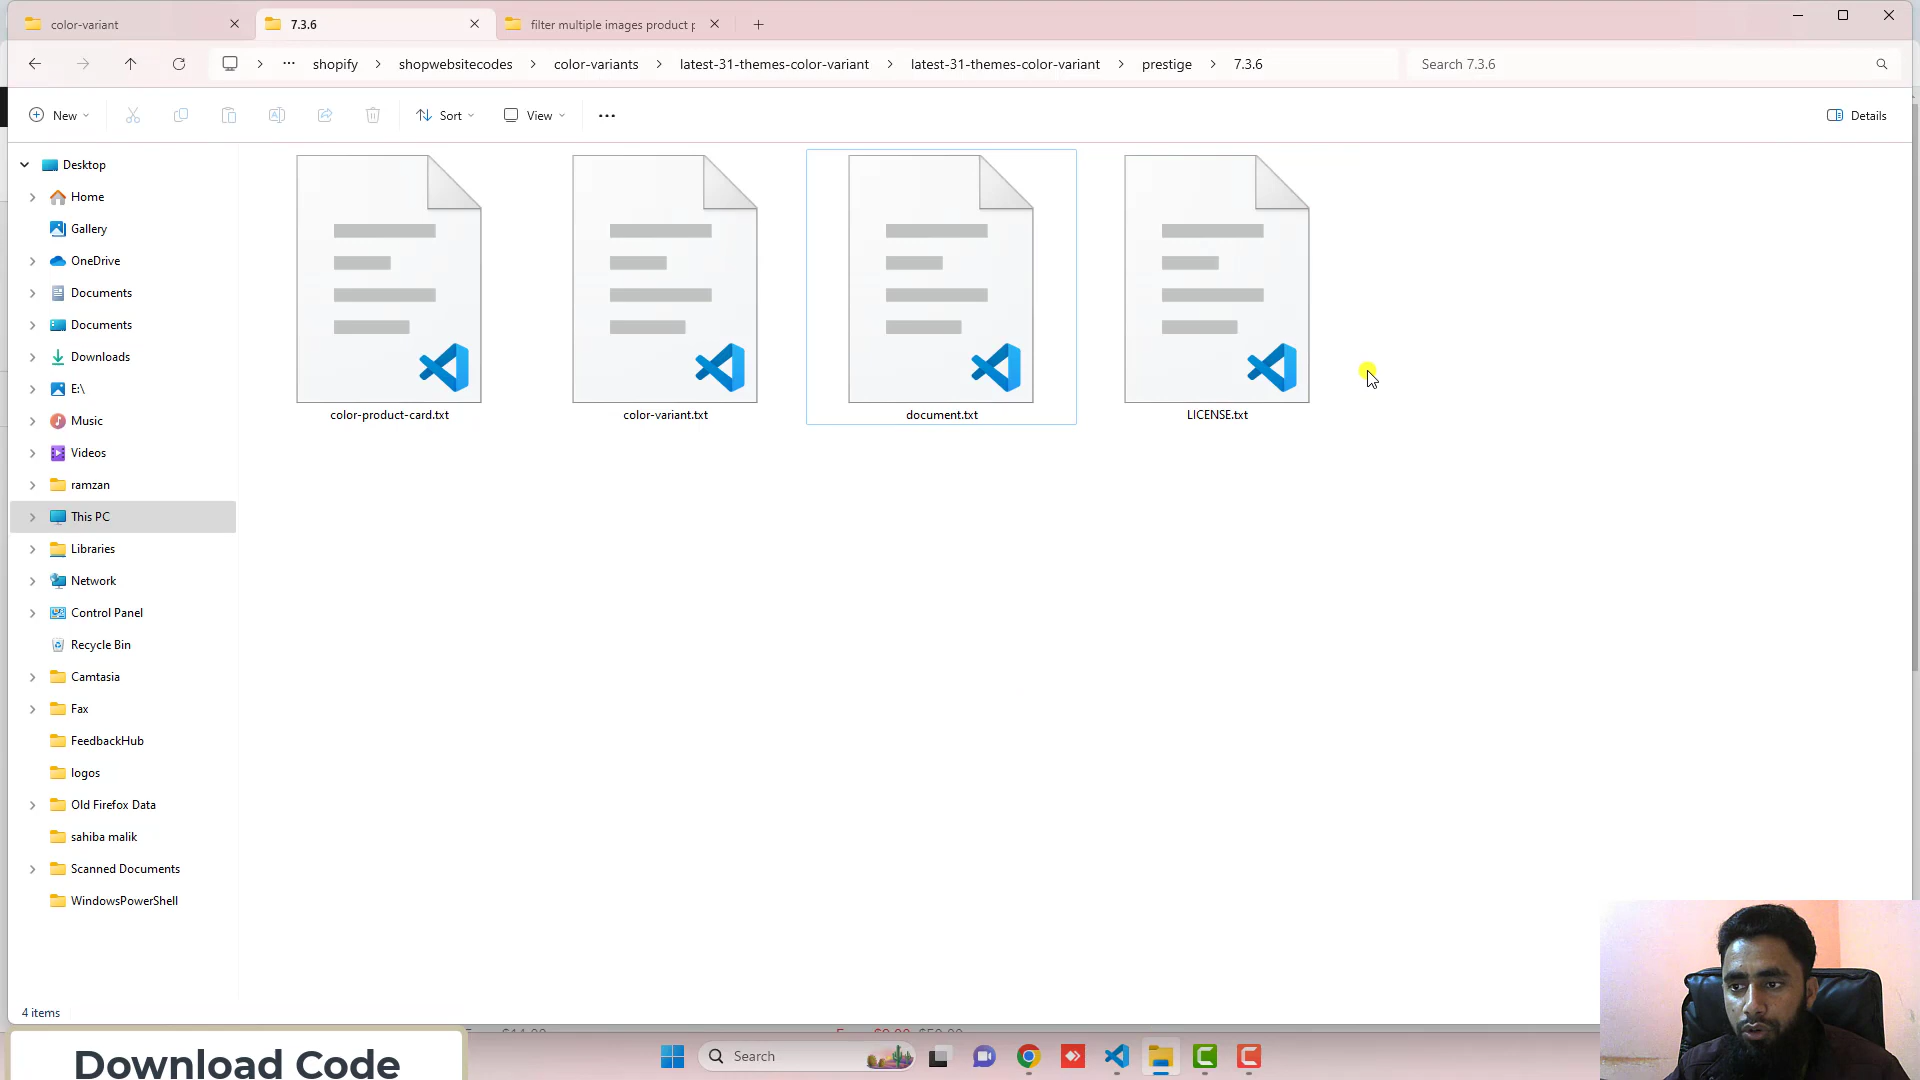 color-variant
7.3.6
filter multiple images product p
shopify
shopwebsitecodes
color-variants
latest-31-themes-color-variant
latest-31-themes-color-variant
prestige
7.3.6
Search 7.3.6
New
Sort
View
Details
Desktop
Home
Gallery
OneDrive
Documents
Documents
Downloads
E:\
Music
Videos
ramzan
This PC
Libraries
Network
Control Panel
Recycle Bin
Camtasia
Fax
FeedbackHub
logos
Old Firefox Data
sahiba malik
Scanned Documents
WindowsPowerShell
color-product-card.txt
color-variant.txt
document.txt
LICENSE.txt
4 items
Download Code
Search